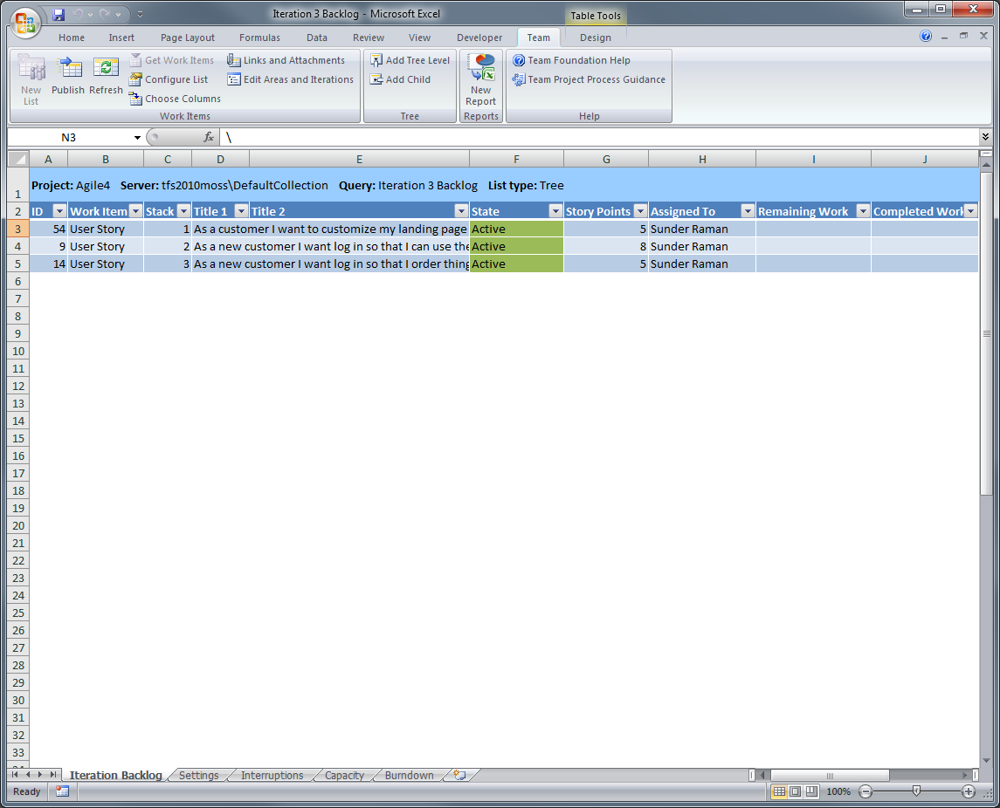 Iteration 3 Backlog - Microsoft Excel
Table Tools
Home Insert Page Layout Formulas Data Review View Developer Team Design
New List
Publish
Refresh
Get Work Items
Configure List
Choose Columns
Links and Attachments
Edit Areas and Iterations
Work Items
Add Tree Level
Add Child
Tree
New Report
Reports
Team Foundation Help
Team Project Process Guidance
Help
N3 fx \
A B C D E F G H I J
1 Project: Agile4 Server: tfs2010moss\DefaultCollection Query: Iteration 3 Backlog List type: Tree
2 ID Work Item Stack Title 1 Title 2 State Story Points Assigned To Remaining Work Completed Work
3 54 User Story 1 As a customer I want to customize my landing page Active 5 Sunder Raman
4 9 User Story 2 As a new customer I want log in so that I can use the Active 8 Sunder Raman
5 14 User Story 3 As a new customer I want log in so that I order thing Active 5 Sunder Raman
6
7
8
9
10
11
12
13
14
15
16
17
18
19
20
21
22
23
24
25
26
27
28
29
30
31
32
33
Iteration Backlog Settings Interruptions Capacity Burndown
Ready 100%